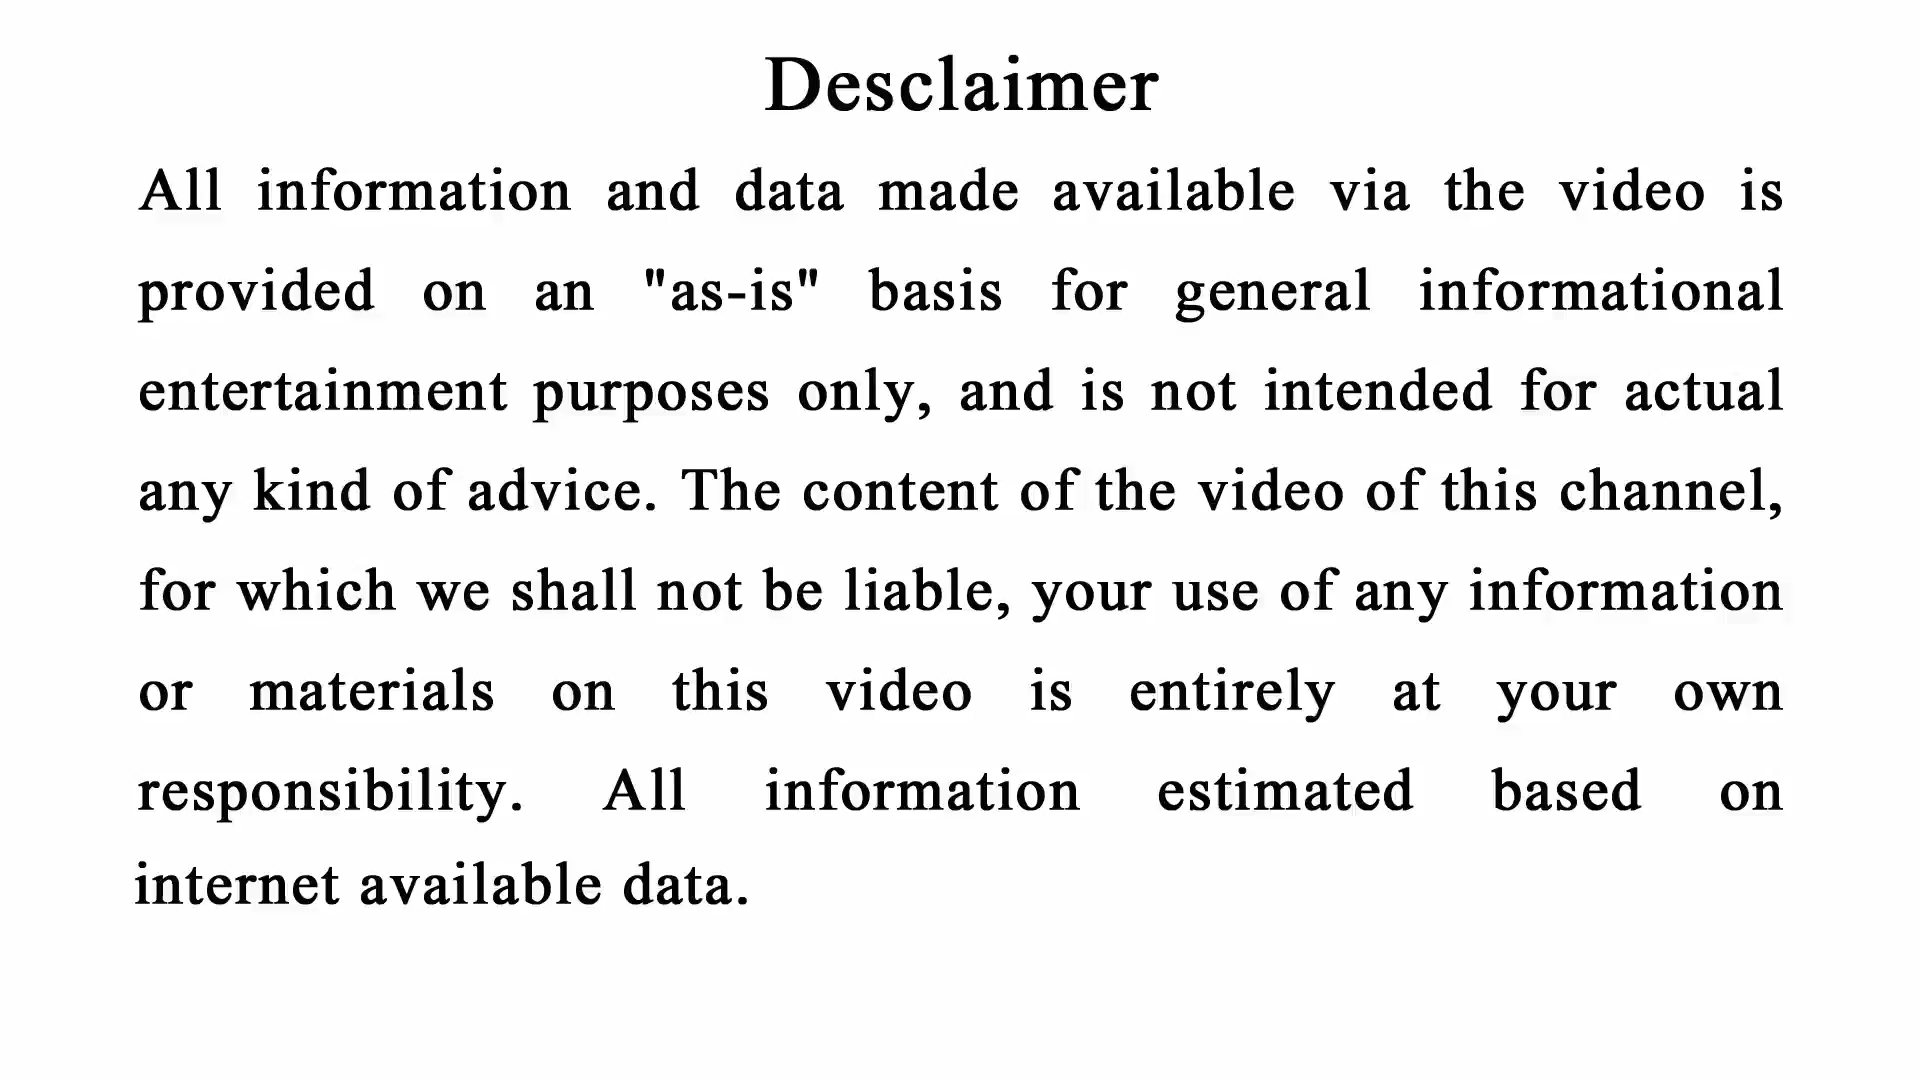 Desclaimer
All information and data made available via the video is
provided on an "as-is" basis for general informational
entertainment purposes only, and is not intended for actual
any kind of advice. The content of the video of this channel,
for which we shall not be liable, your use of any information
or materials on this video is entirely at your own
responsibility. All information estimated based on
internet available data.